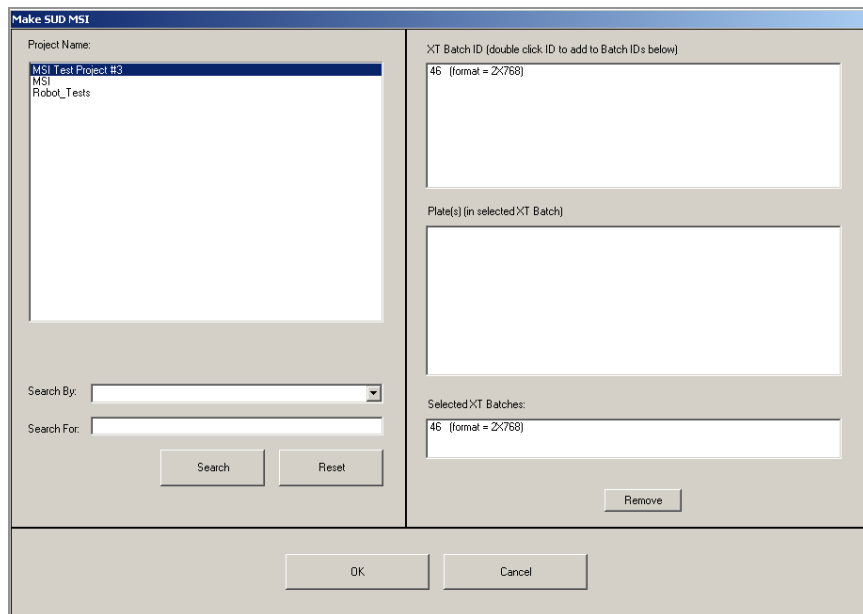 Make SUD MSI
Project Name:
MSI Test Project #3
MSI
Robot_Tests
Search By:
Search For:
Search
Reset
XT Batch ID (double click ID to add to Batch IDs below)
46 (format = 2X768)
Plate(s) (in selected XT Batch)
Selected XT Batches:
46 (format = 2X768)
Remove
OK
Cancel